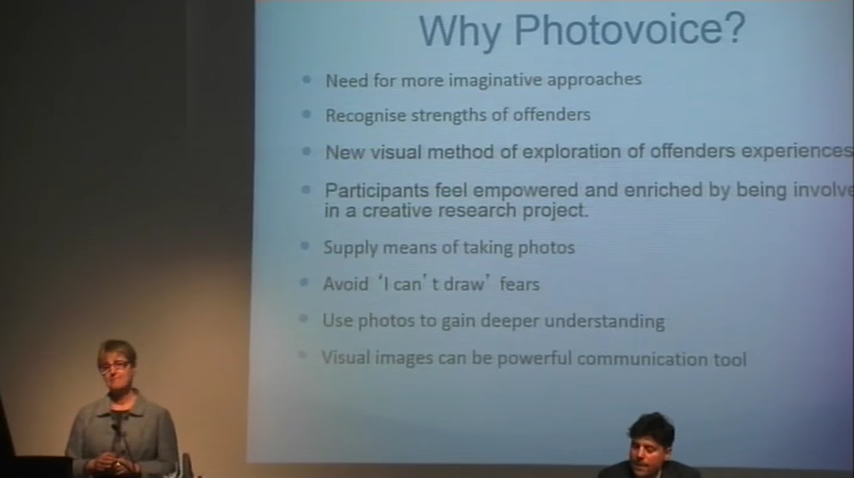 Why Photovoice?
Need for more imaginative approaches
Recognise strengths of offenders
New visual method of exploration of offenders experiences
Participants feel empowered and enriched by being involve
in a creative research project.
Supply means of taking photos
Avoid ‘I can’t draw’ fears
Use photos to gain deeper understanding
Visual images can be powerful communication tool